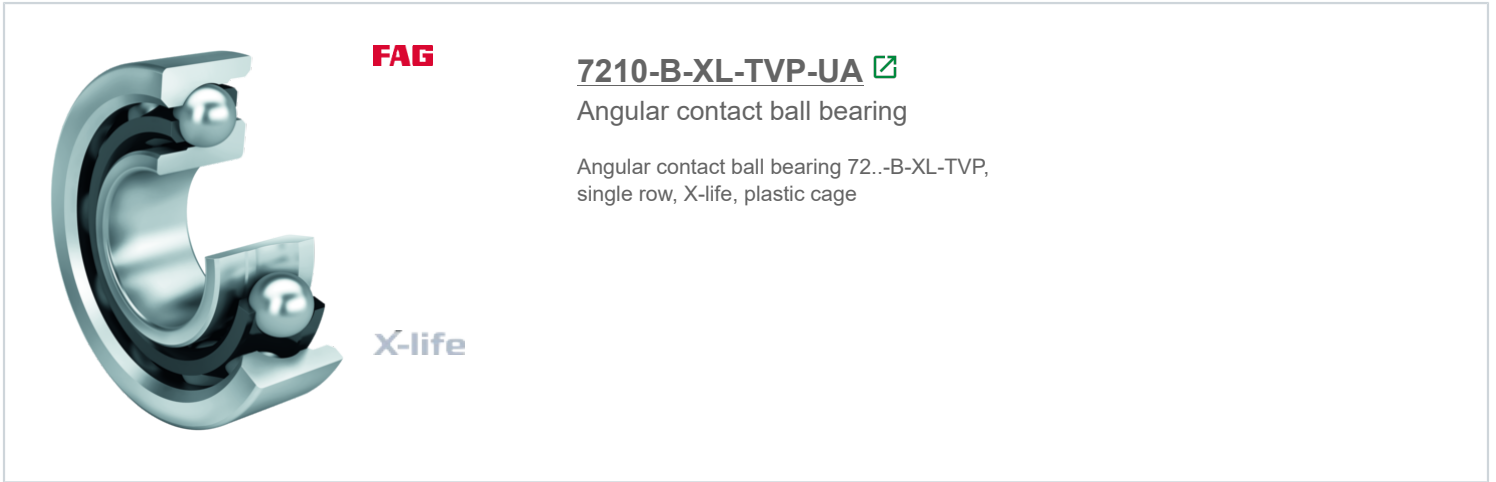 FAG
7210-B-XL-TVP-UA
Angular contact ball bearing
Angular contact ball bearing 72..-B-XL-TVP,
single row, X-life, plastic cage
X-life